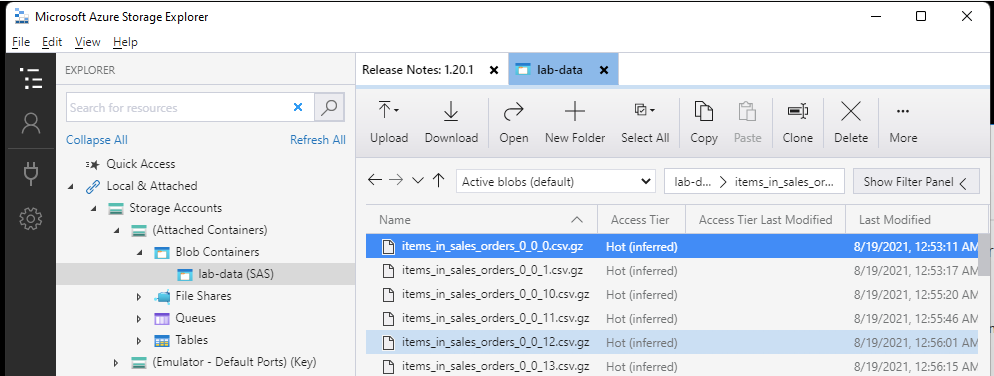 Microsoft Azure Storage Explorer
File Edit View Help
EXPLORER
Search for resources
Collapse All Refresh All
Quick Access
Local & Attached
Storage Accounts
(Attached Containers)
Blob Containers
lab-data (SAS)
File Shares
Queues
Tables
(Emulator - Default Ports) (Key)
Release Notes: 1.20.1 lab-data
Upload Download Open New Folder Select All Copy Paste Clone Delete More
Active blobs (default) lab-d... items_in_sales_or... Show Filter Panel
Name Access Tier Access Tier Last Modified Last Modified
items_in_sales_orders_0_0_0.csv.gz Hot (inferred) 8/19/2021, 12:53:11 AM
items_in_sales_orders_0_0_1.csv.gz Hot (inferred) 8/19/2021, 12:53:17 AM
items_in_sales_orders_0_0_10.csv.gz Hot (inferred) 8/19/2021, 12:55:20 AM
items_in_sales_orders_0_0_11.csv.gz Hot (inferred) 8/19/2021, 12:55:46 AM
items_in_sales_orders_0_0_12.csv.gz Hot (inferred) 8/19/2021, 12:56:01 AM
items_in_sales_orders_0_0_13.csv.gz Hot (inferred) 8/19/2021, 12:56:15 AM